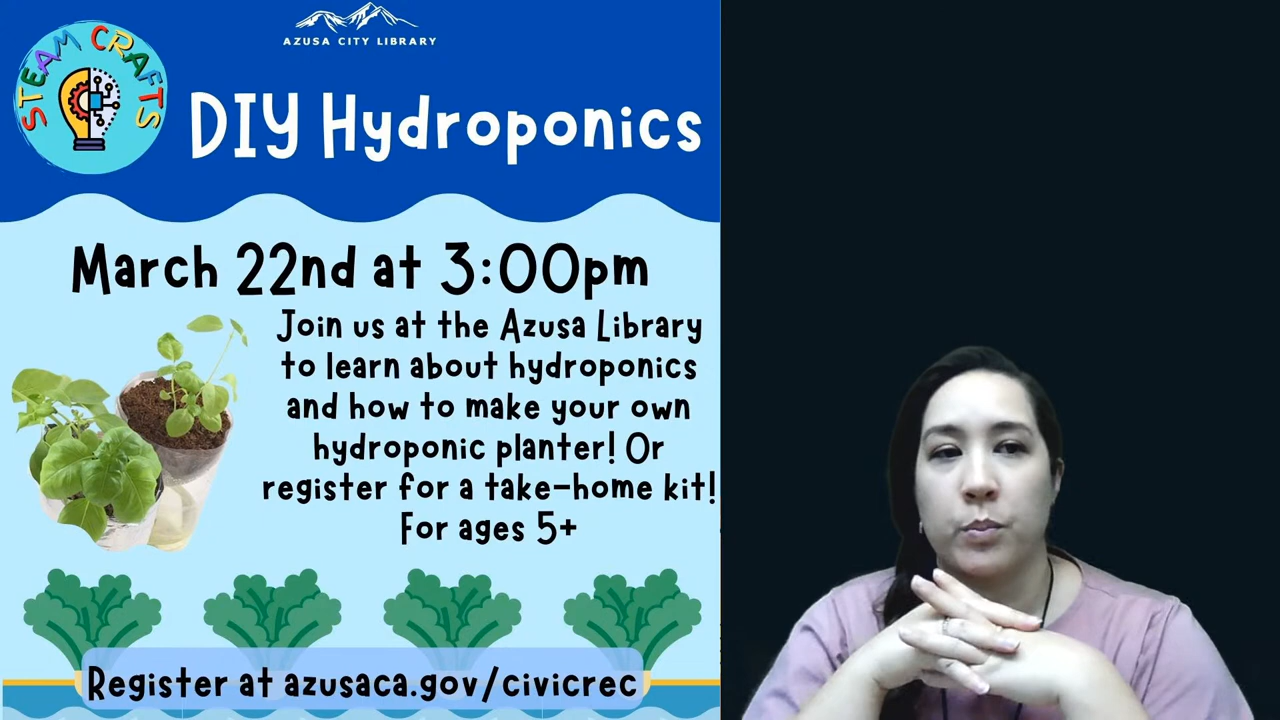 AZUSA CITY LIBRARY
STEAM CRAFTS
DIY Hydroponics
March 22nd at 3:00pm
Join us at the Azusa Library
to learn about hydroponics
and how to make your own
hydroponic planter! Or
register for a take-home kit!
For ages 5+
Register at azusaca.gov/civicrec